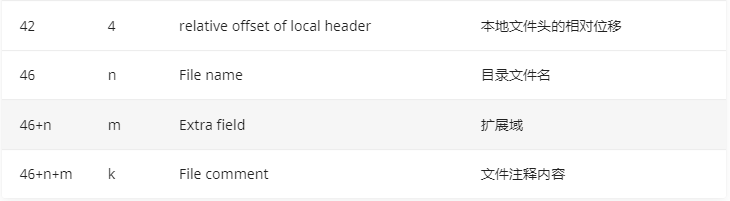 42 4 relative offset of local header 本地文件头的相对位移
46 n File name 目录文件名
46+n m Extra field 扩展域
46+n+m k File comment 文件注释内容